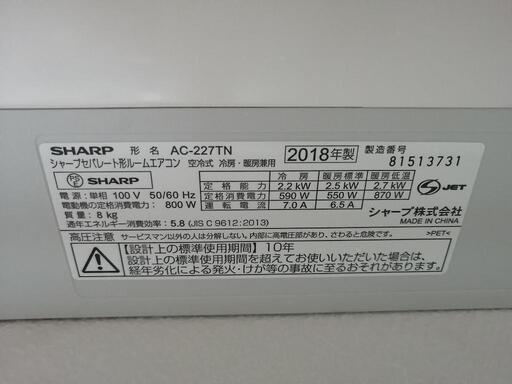 SHARP 形 名 AC-227TN 2018年製 製造番号
シャープセパレート形ルームエアコン 空冷式 冷房・暖房兼用 81513731
PS E SHARP
冷 房 暖房標準 暖房低温
定 格 能 力 2.2 kW 2.5 kW 2.7 kW
定格消費電力 590 W 550 W 870 W
運 転 電 流 7.0 A 6.5 A
S JET
電 源：単相 100 V 50/60 Hz
電動機の定格消費電力： 800 W
質 量：8 kg
通年エネルギー消費効率： 5.8 (JIS C 9612:2013)
シャープ株式会社
MADE IN CHINA
高圧注意 サービスマン以外の人は、あけないでください。内部に高電圧部があり、さわると危険です。 >PET<
【設計上の標準使用期間】10年
設計上の標準使用期間を超えてお使いいただいた場合は、
経年劣化による発火・けが等の事故に至るおそれがあります。